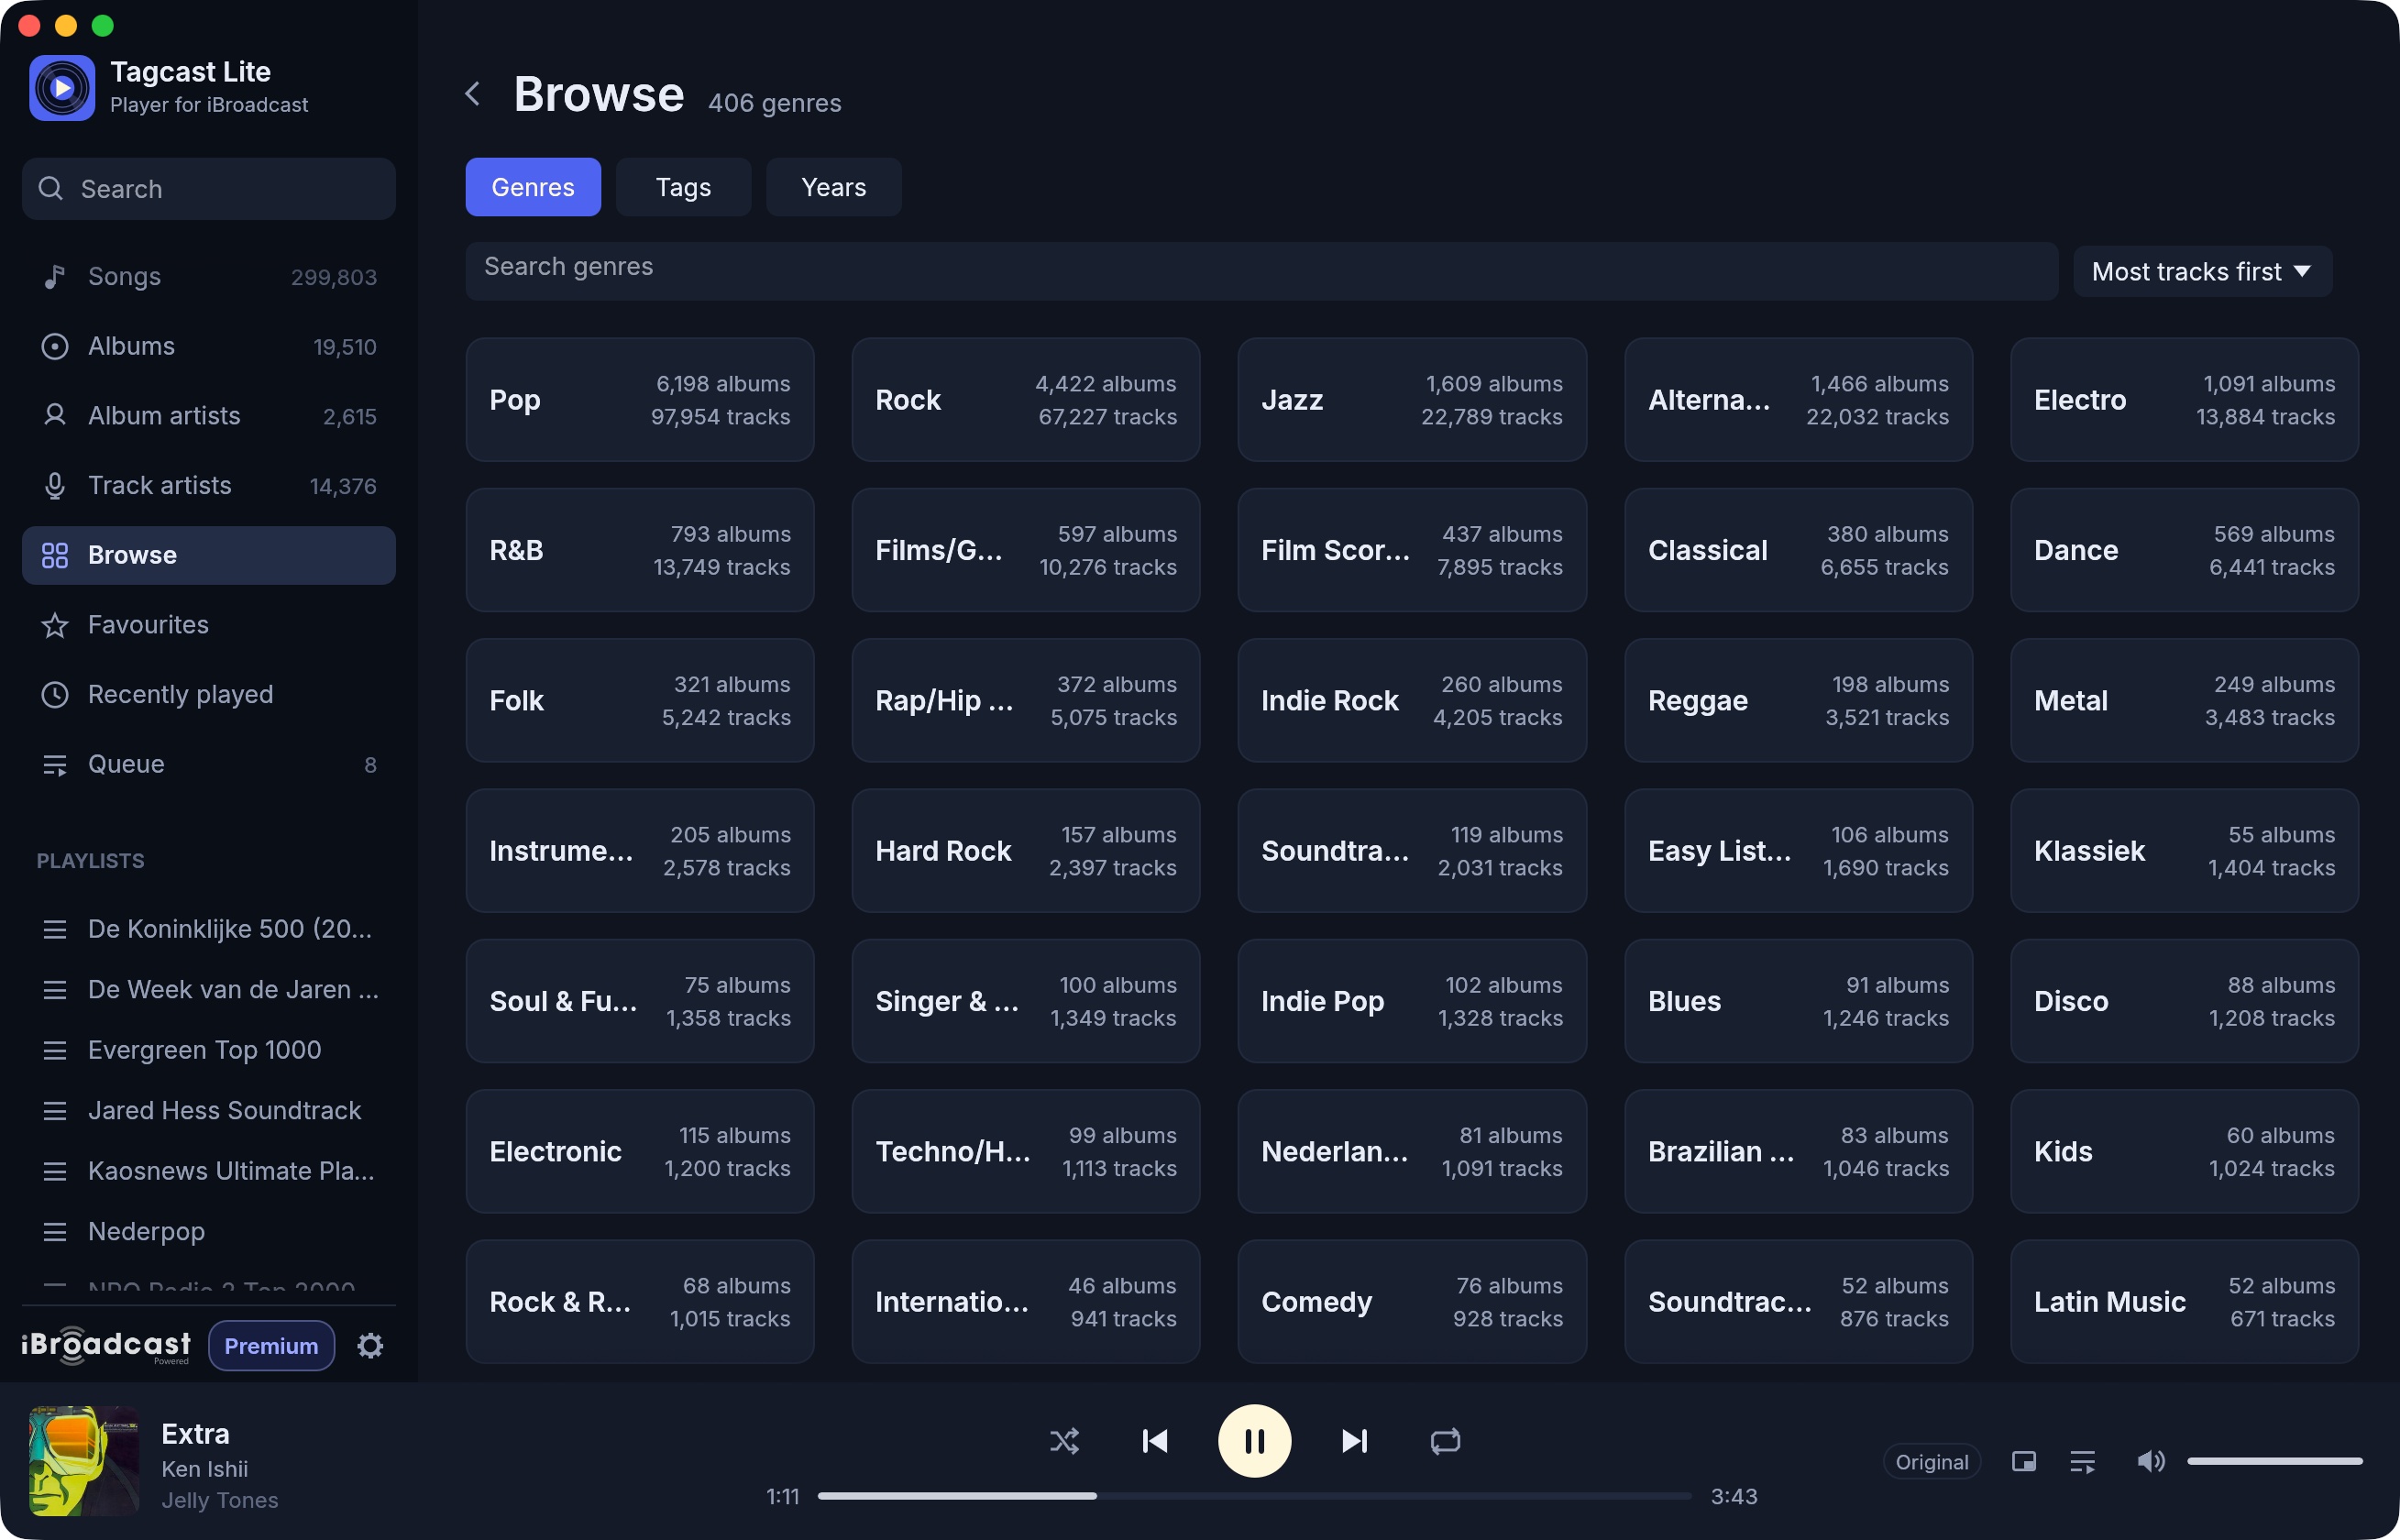 Tagcast Lite
Player for iBroadcast
Search
Songs 299,803
Albums 19,510
Album artists 2,615
Track artists 14,376
Browse
Favourites
Recently played
Queue 8
PLAYLISTS
De Koninklijke 500 (20...
De Week van de Jaren ...
Evergreen Top 1000
Jared Hess Soundtrack
Kaosnews Ultimate Pla...
Nederpop
NPO Radio 2 Top 2000
iBroadcast
Powered
Premium
Browse 406 genres
Genres Tags Years
Search genres
Most tracks first
Pop
6,198 albums
97,954 tracks
Rock
4,422 albums
67,227 tracks
Jazz
1,609 albums
22,789 tracks
Alterna...
1,466 albums
22,032 tracks
Electro
1,091 albums
13,884 tracks
R&B
793 albums
13,749 tracks
Films/G...
597 albums
10,276 tracks
Film Scor...
437 albums
7,895 tracks
Classical
380 albums
6,655 tracks
Dance
569 albums
6,441 tracks
Folk
321 albums
5,242 tracks
Rap/Hip ...
372 albums
5,075 tracks
Indie Rock
260 albums
4,205 tracks
Reggae
198 albums
3,521 tracks
Metal
249 albums
3,483 tracks
Instrume...
205 albums
2,578 tracks
Hard Rock
157 albums
2,397 tracks
Soundtra...
119 albums
2,031 tracks
Easy List...
106 albums
1,690 tracks
Klassiek
55 albums
1,404 tracks
Soul & Fu...
75 albums
1,358 tracks
Singer & ...
100 albums
1,349 tracks
Indie Pop
102 albums
1,328 tracks
Blues
91 albums
1,246 tracks
Disco
88 albums
1,208 tracks
Electronic
115 albums
1,200 tracks
Techno/H...
99 albums
1,113 tracks
Nederlan...
81 albums
1,091 tracks
Brazilian ...
83 albums
1,046 tracks
Kids
60 albums
1,024 tracks
Rock & R...
68 albums
1,015 tracks
Internatio...
46 albums
941 tracks
Comedy
76 albums
928 tracks
Soundtrac...
52 albums
876 tracks
Latin Music
52 albums
671 tracks
Extra
Ken Ishii
Jelly Tones
1:11
3:43
Original